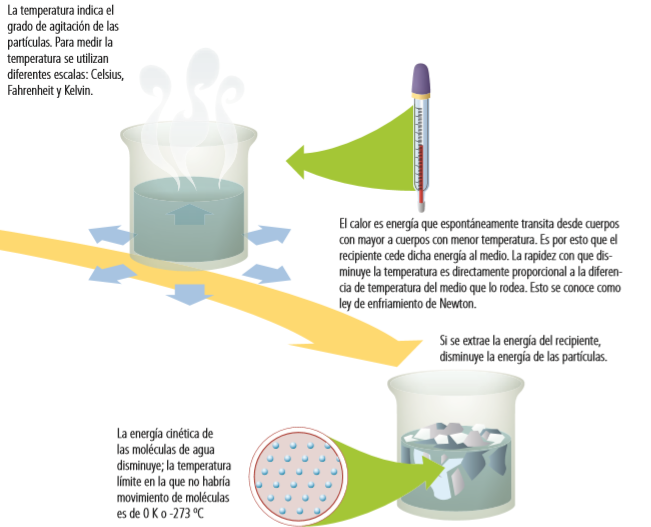 La temperatura indica el
grado de agitación de las
partículas. Para medir la
temperatura se utilizan
diferentes escalas: Celsius,
Fahrenheit y Kelvin.
El calor es energía que espontáneamente transita desde cuerpos
con mayor a cuerpos con menor temperatura. Es por esto que el
recipiente cede dicha energía al medio. La rapidez con que dis-
minuye la temperatura es directamente proporcional a la diferen-
cia de temperatura del medio que lo rodea. Esto se conoce como
ley de enfriamiento de Newton.
Si se extrae la energía del recipiente,
disminuye la energía de las partículas.
La energía cinética de
las moléculas de agua
disminuye; la temperatura
límite en la que no habría
movimiento de moléculas
es de 0 K o -273 ºC